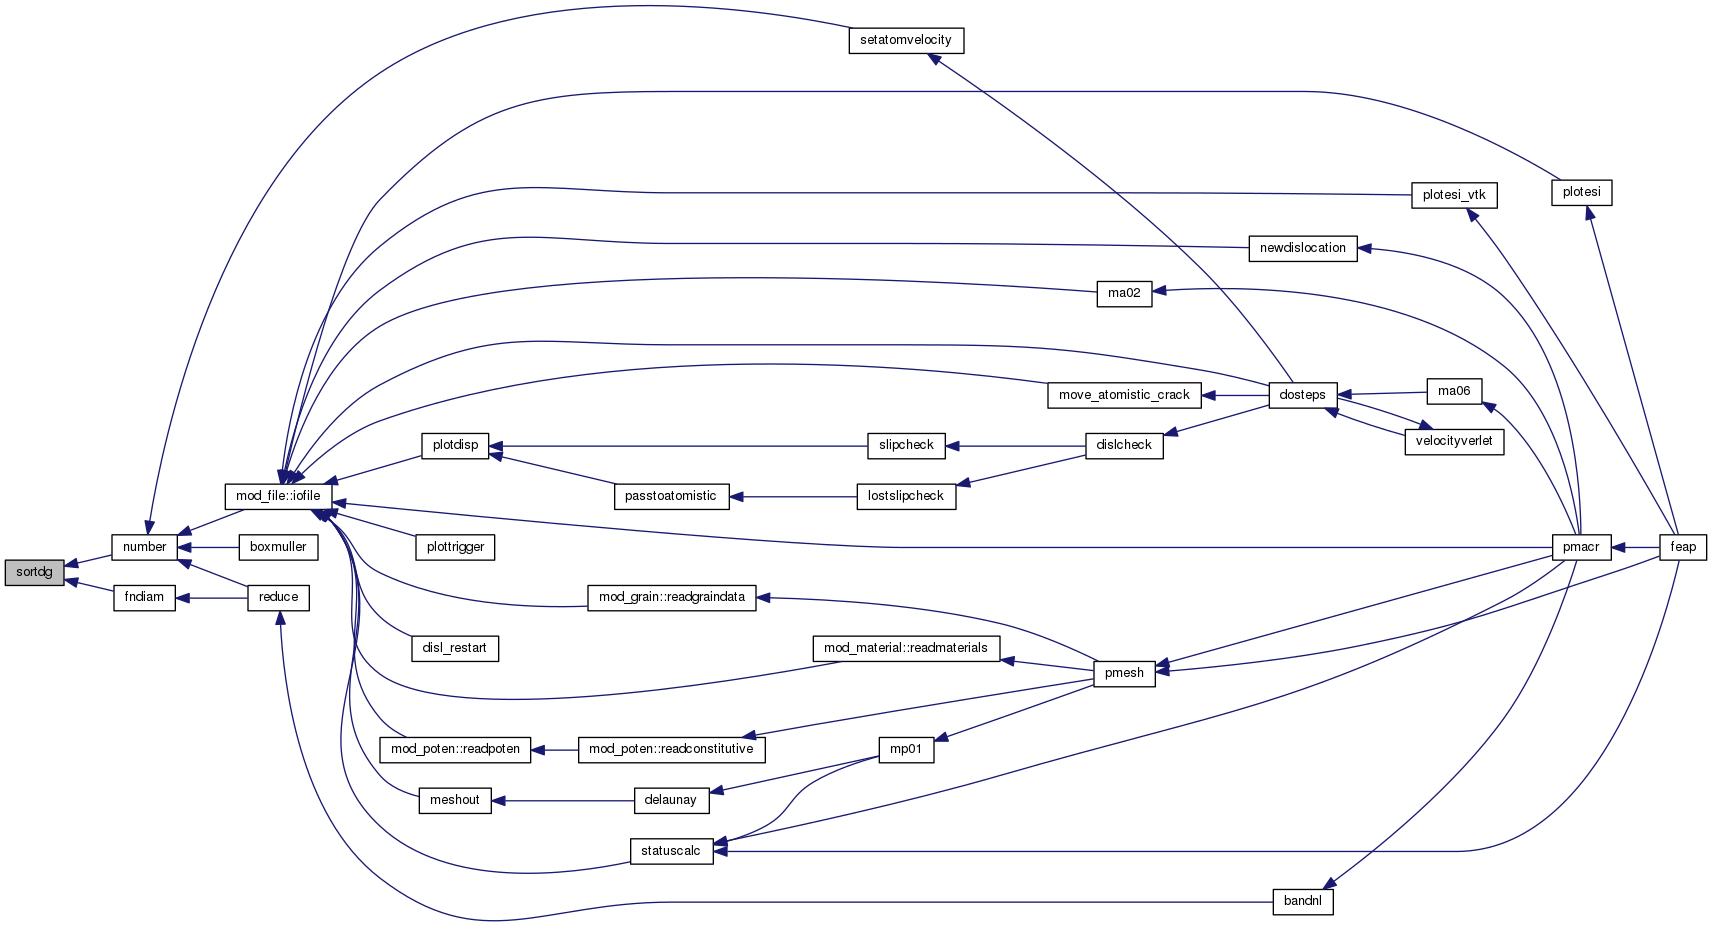 setatomvelocity
plotesi_vtk
plotesi
newdislocation
ma02
move_atomistic_crack
dosteps
ma06
plotdisp
slipcheck
dislcheck
velocityverlet
mod_file::iofile
passtoatomistic
lostslipcheck
number
boxmuller
plottrigger
pmacr
feap
sortdg
fndiam
reduce
mod_grain::readgraindata
disl_restart
mod_material::readmaterials
pmesh
mod_poten::readpoten
mod_poten::readconstitutive
mp01
meshout
delaunay
statuscalc
bandnl